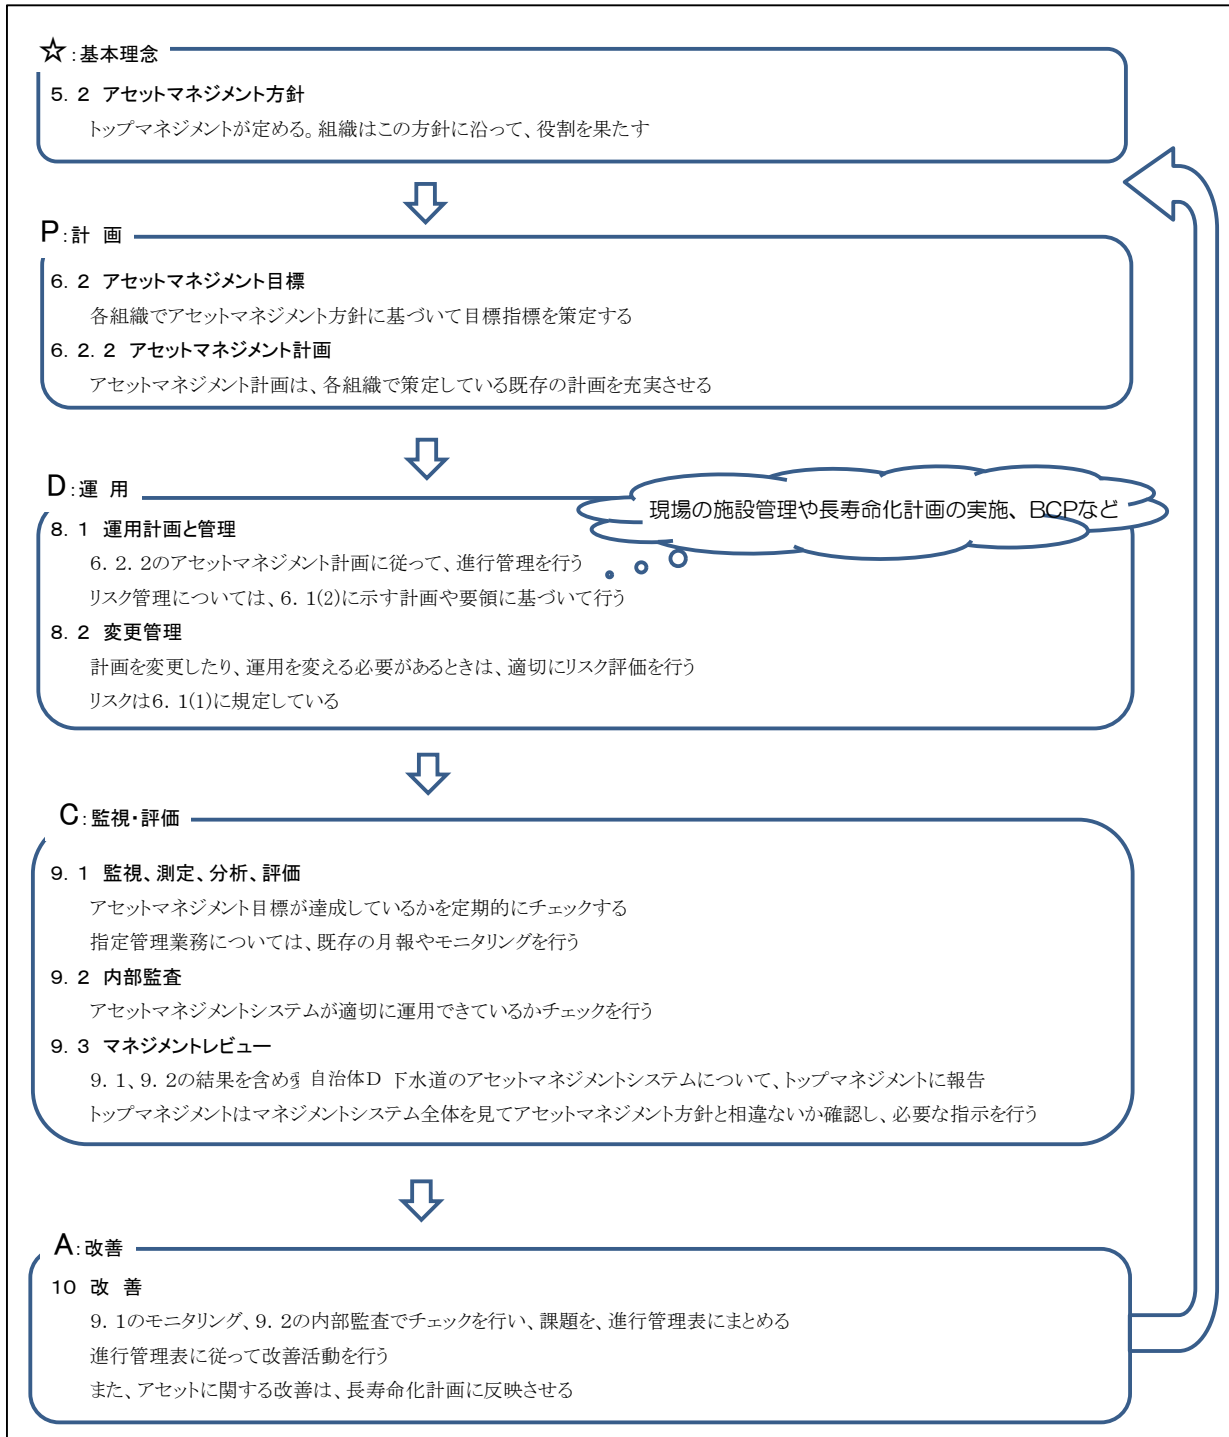 ☆:基本理念
5．2 アセットマネジメント方針
トップマネジメントが定める。組織はこの方針に沿って、役割を果たす
P:計 画
6．2 アセットマネジメント目標
各組織でアセットマネジメント方針に基づいて目標指標を策定する
6．2．2 アセットマネジメント計画
アセットマネジメント計画は、各組織で策定している既存の計画を充実させる
D:運 用
現場の施設管理や長寿命化計画の実施、BCPなど
8．1 運用計画と管理
6．2．2のアセットマネジメント計画に従って、進行管理を行う
リスク管理については、6．1(2)に示す計画や要領に基づいて行う
8．2 変更管理
計画を変更したり、運用を変える必要があるときは、適切にリスク評価を行う
リスクは6．1(1)に規定している
C:監視・評価
9．1 監視、測定、分析、評価
アセットマネジメント目標が達成しているかを定期的にチェックする
指定管理業務については、既存の月報やモニタリングを行う
9．2 内部監査
アセットマネジメントシステムが適切に運用できているかチェックを行う
9．3 マネジメントレビュー
9．1、9．2の結果を含め 自治体D 下水道のアセットマネジメントシステムについて、トップマネジメントに報告
トップマネジメントはマネジメントシステム全体を見てアセットマネジメント方針と相違ないか確認し、必要な指示を行う
A:改善
10 改 善
9．1のモニタリング、9．2の内部監査でチェックを行い、課題を、進行管理表にまとめる
進行管理表に従って改善活動を行う
また、アセットに関する改善は、長寿命化計画に反映させる